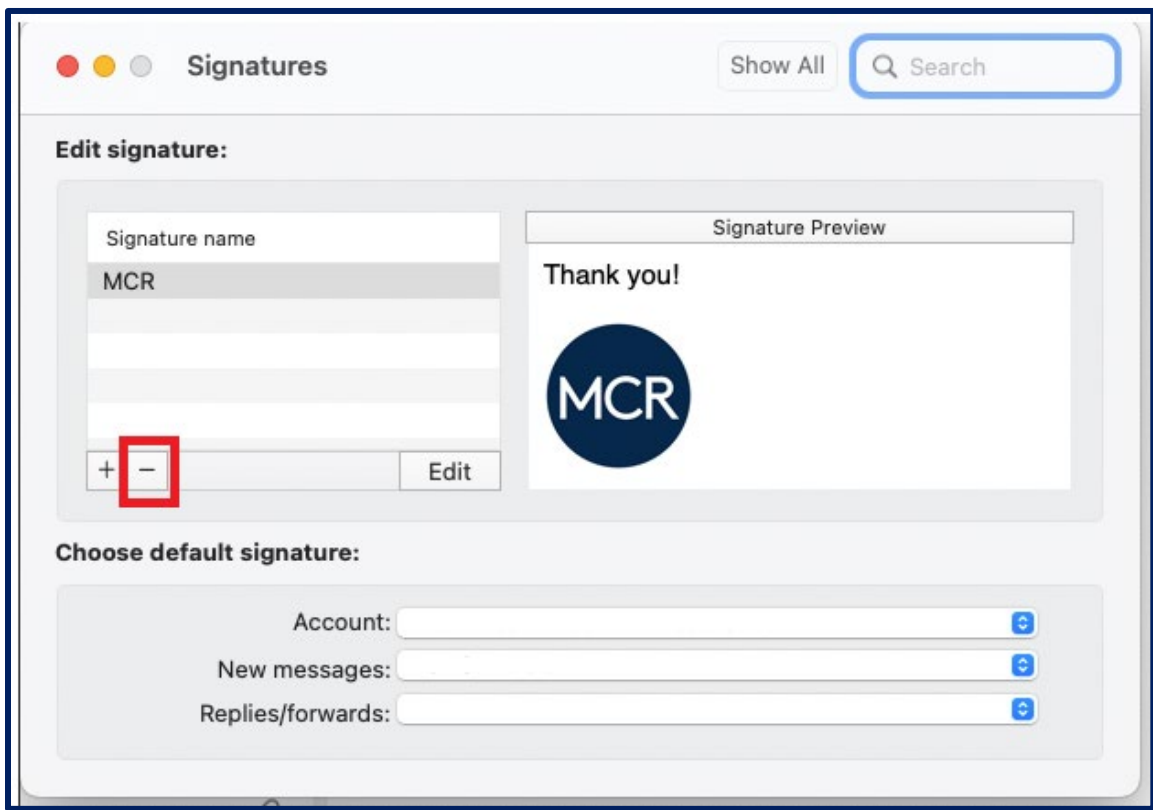 Signatures
Show All
Search
Edit signature:
Signature name
MCR
+ −
Edit
Signature Preview
Thank you!
MCR
Choose default signature:
Account:
New messages:
Replies/forwards: